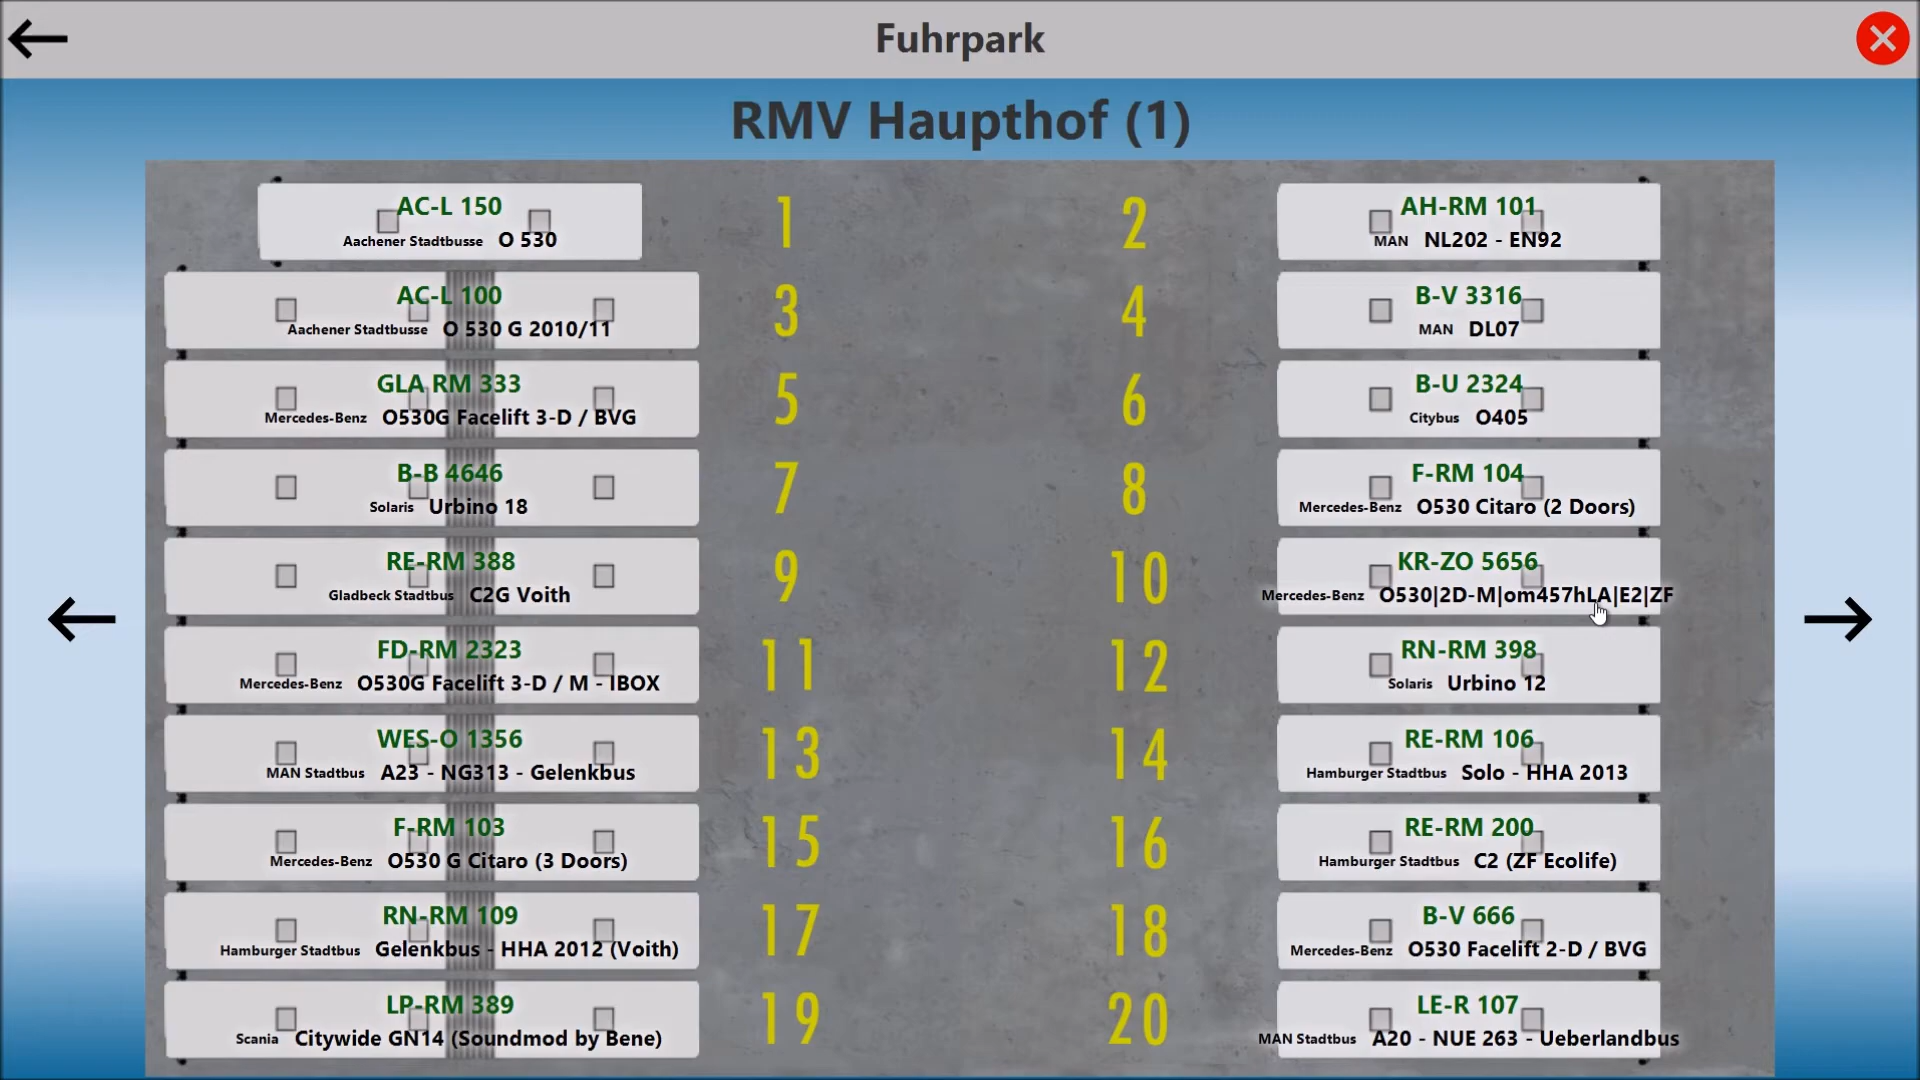 Fuhrpark
RMV Haupthof (1)
AC-L 150
Aachener Stadtbusse O 530
1
2
AH-RM 101
MAN NL202 - EN92
AC-L 100
Aachener Stadtbusse O 530 G 2010/11
3
4
B-V 3316
MAN DL07
GLA RM 333
Mercedes-Benz O530G Facelift 3-D / BVG
5
6
B-U 2324
Citybus O405
B-B 4646
Solaris Urbino 18
7
8
F-RM 104
Mercedes-Benz O530 Citaro (2 Doors)
RE-RM 388
Gladbeck Stadtbus C2G Voith
9
10
KR-ZO 5656
Mercedes-Benz O530|2D-M|om457hLA|E2|ZF
FD-RM 2323
Mercedes-Benz O530G Facelift 3-D / M - IBOX
11
12
RN-RM 398
Solaris Urbino 12
WES-O 1356
MAN Stadtbus A23 - NG313 - Gelenkbus
13
14
RE-RM 106
Hamburger Stadtbus Solo - HHA 2013
F-RM 103
Mercedes-Benz O530 G Citaro (3 Doors)
15
16
RE-RM 200
Hamburger Stadtbus C2 (ZF Ecolife)
RN-RM 109
Hamburger Stadtbus Gelenkbus - HHA 2012 (Voith)
17
18
B-V 666
Mercedes-Benz O530 Facelift 2-D / BVG
LP-RM 389
Scania Citywide GN14 (Soundmod by Bene)
19
20
LE-R 107
MAN Stadtbus A20 - NUE 263 - Ueberlandbus